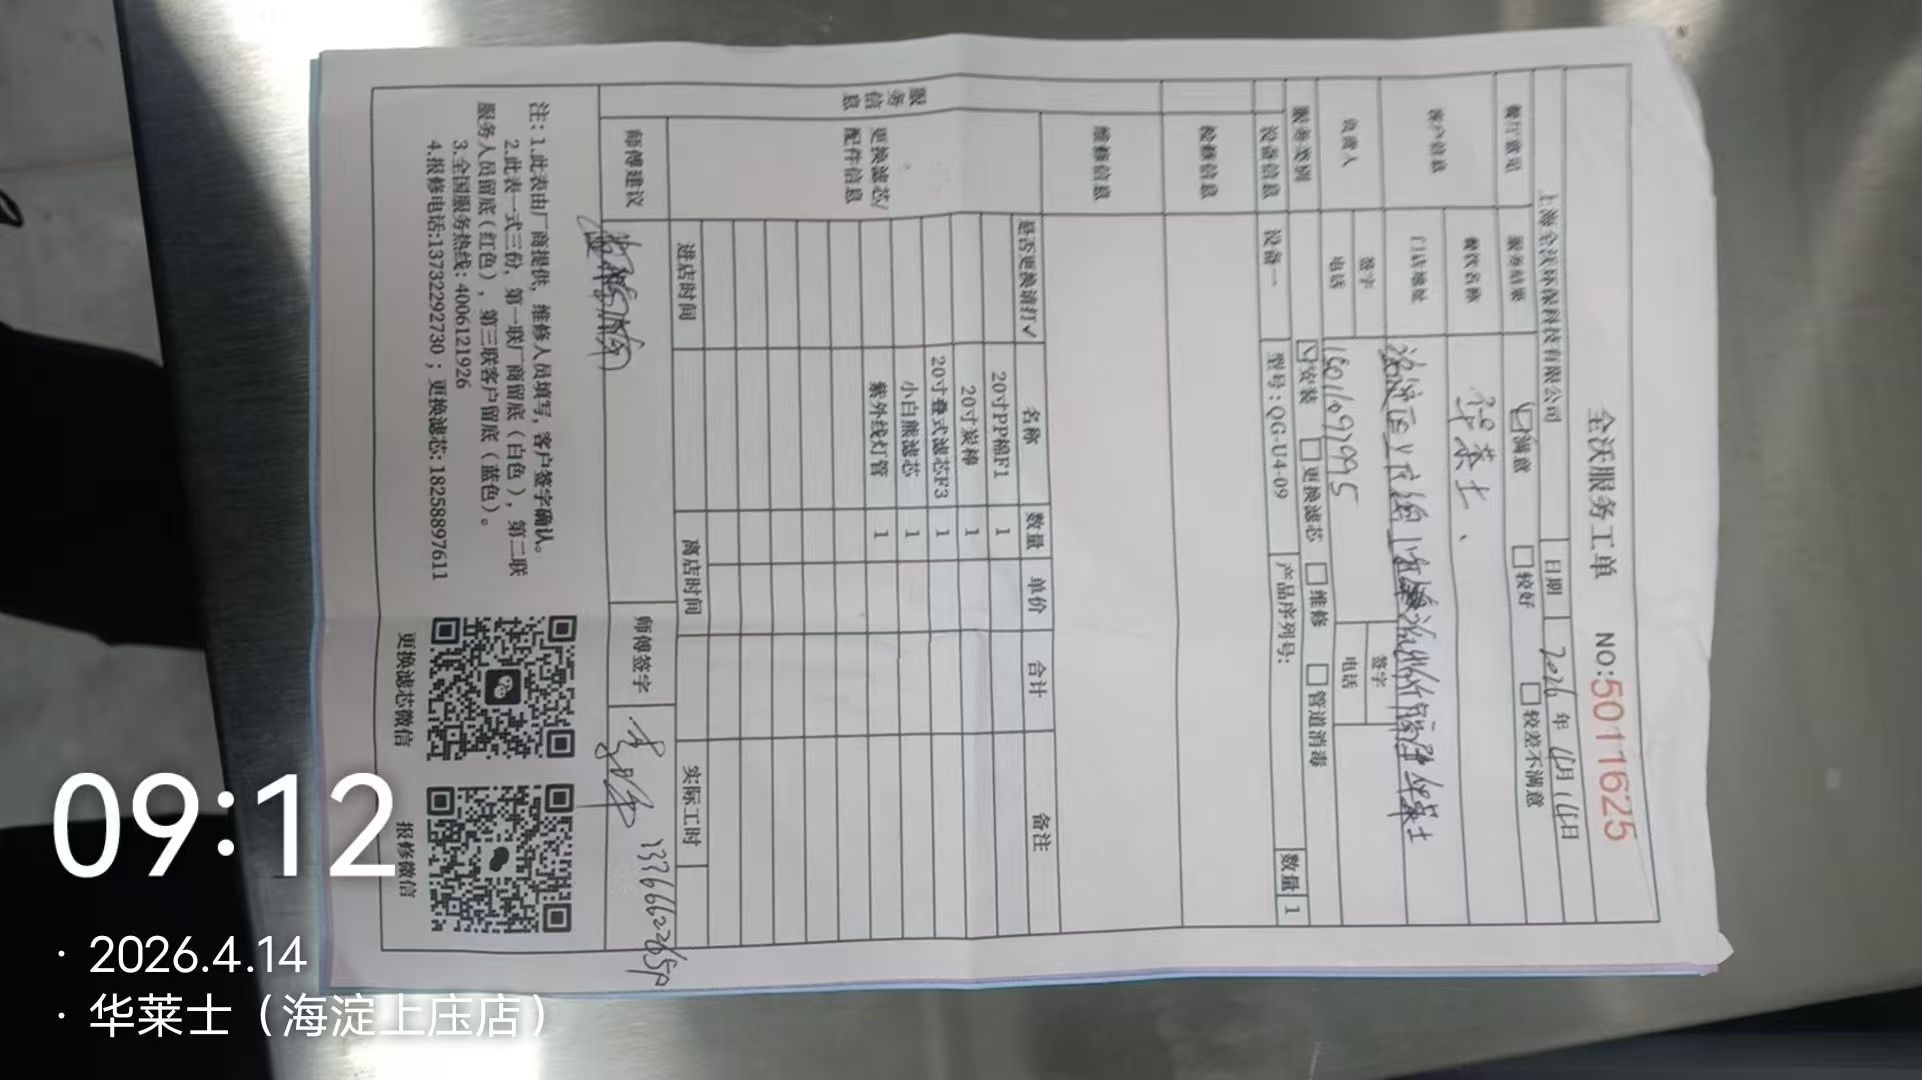 全沃服务工单 NO:5011625
上海全沃环保科技有限公司 日期 2026年4月14日
餐厅意见 服务结果 满意 较好 较差不满意
客户信息 餐饮名称 华莱士
门店地址 海淀区 华莱士
负责人 签字 签字
电话 电话
服务类别 安装 更换滤芯 维修 管道消毒
设备信息 设备一 型号:QG-U4-09 产品序列号: 数量 1
服务信息
检修信息
维修信息
更换滤芯/配件信息
是否更换请打✓ 名称 数量 单价 合计 备注
20寸PP棉F1 1
20寸炭棒 1
20寸叠式滤芯F3 1
小白熊滤芯 1
紫外线灯管 1
进店时间 离店时间 实际工时
师傅建议 师傅签字
注:1.此表由厂商提供,维修人员填写,客户签字确认。
2.此表一式三份,第一联厂商留底(白色),第二联
服务人员留底(红色),第三联客户留底(蓝色)。
3.全国服务热线:4006121926
4.报修电话:13732292730;更换滤芯:18258897611
更换滤芯微信
报修微信
09:12
· 2026.4.14
· 华莱士(海淀上庄店)